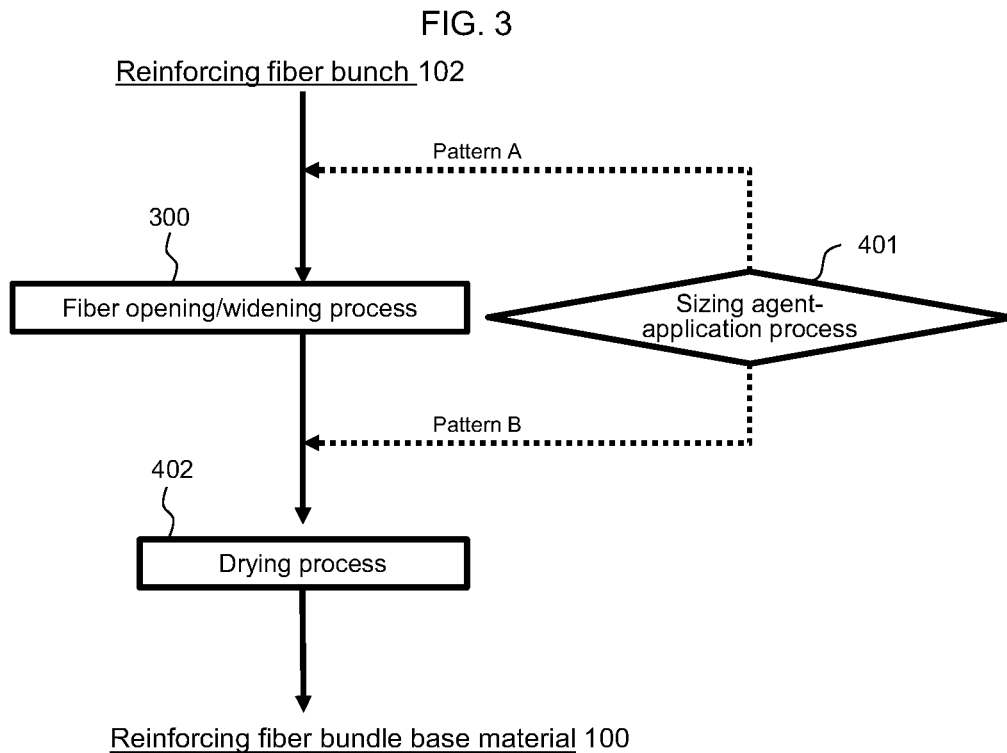 FIG. 3
Reinforcing fiber bunch 102
Pattern A
300
401
Fiber opening/widening process
Sizing agent-
application process
Pattern B
402
Drying process
Reinforcing fiber bundle base material 100